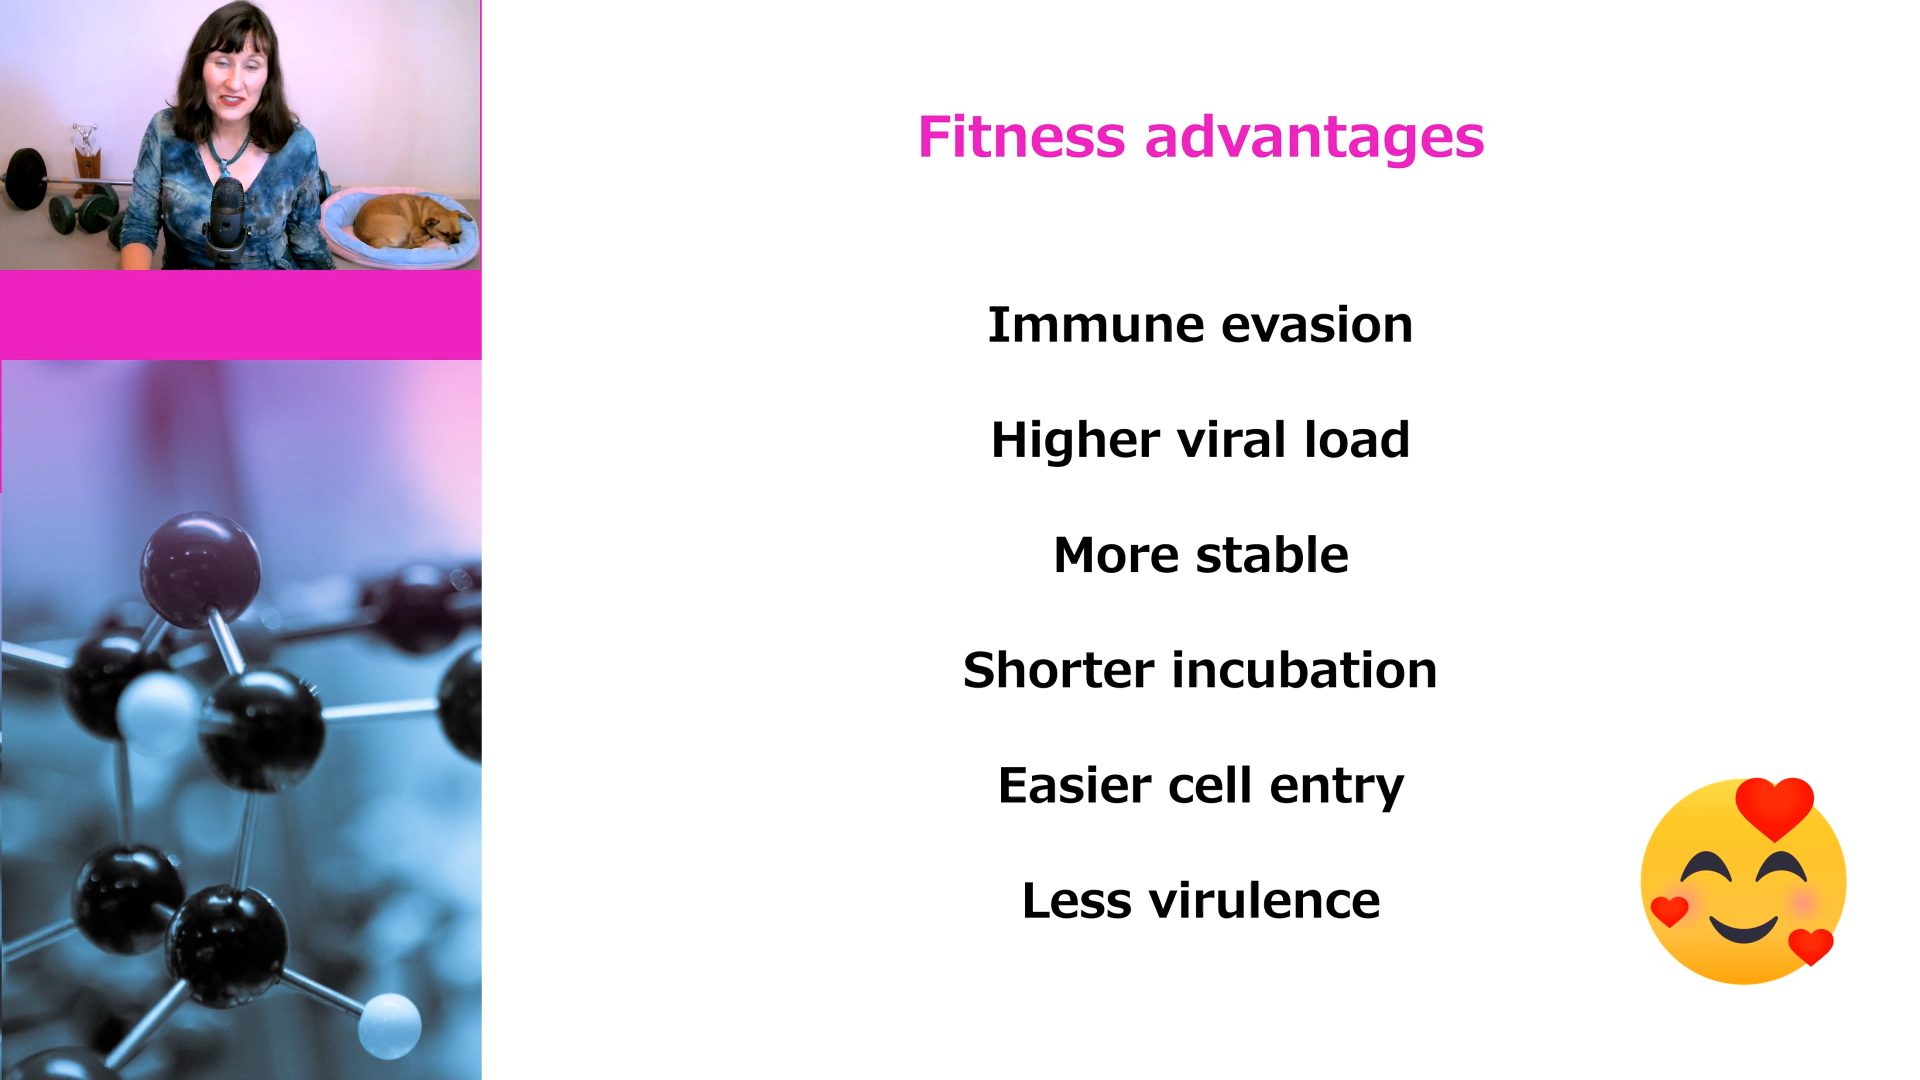 Fitness advantages
Immune evasion
Higher viral load
More stable
Shorter incubation
Easier cell entry
Less virulence